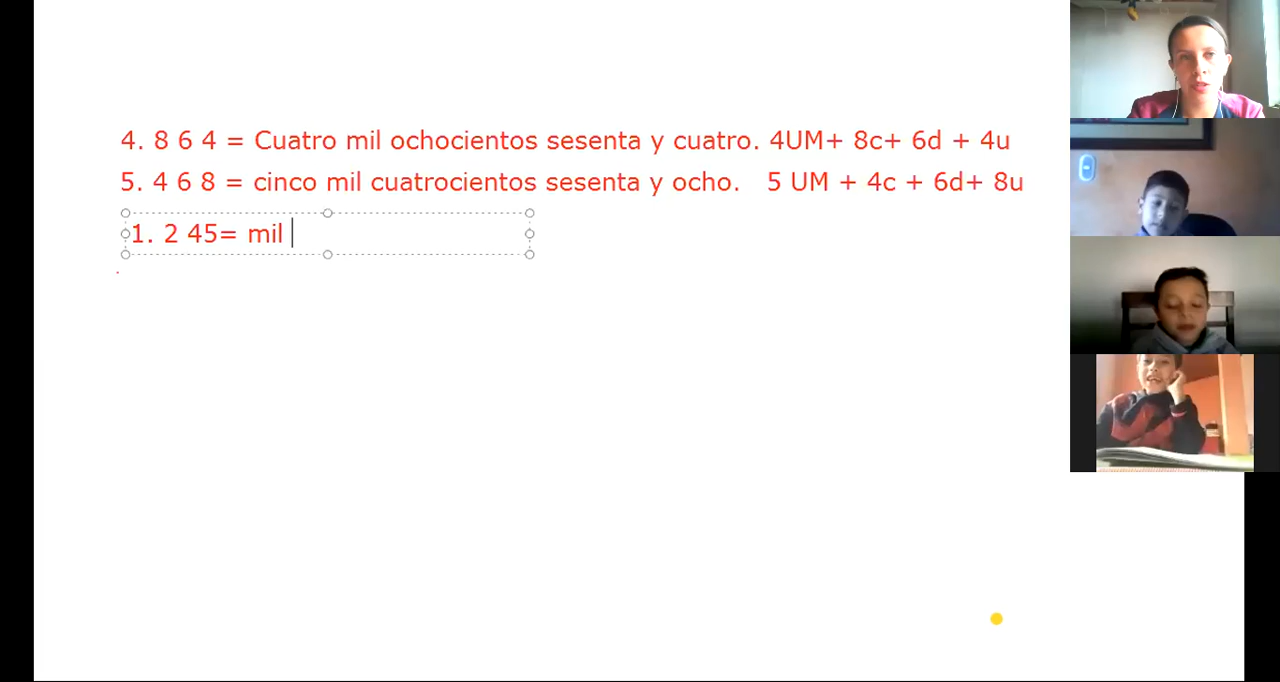 4. 8 6 4 = Cuatro mil ochocientos sesenta y cuatro. 4UM+ 8c+ 6d + 4u
5. 4 6 8 = cinco mil cuatrocientos sesenta y ocho. 5 UM + 4c + 6d+ 8u
1. 2 45= mil